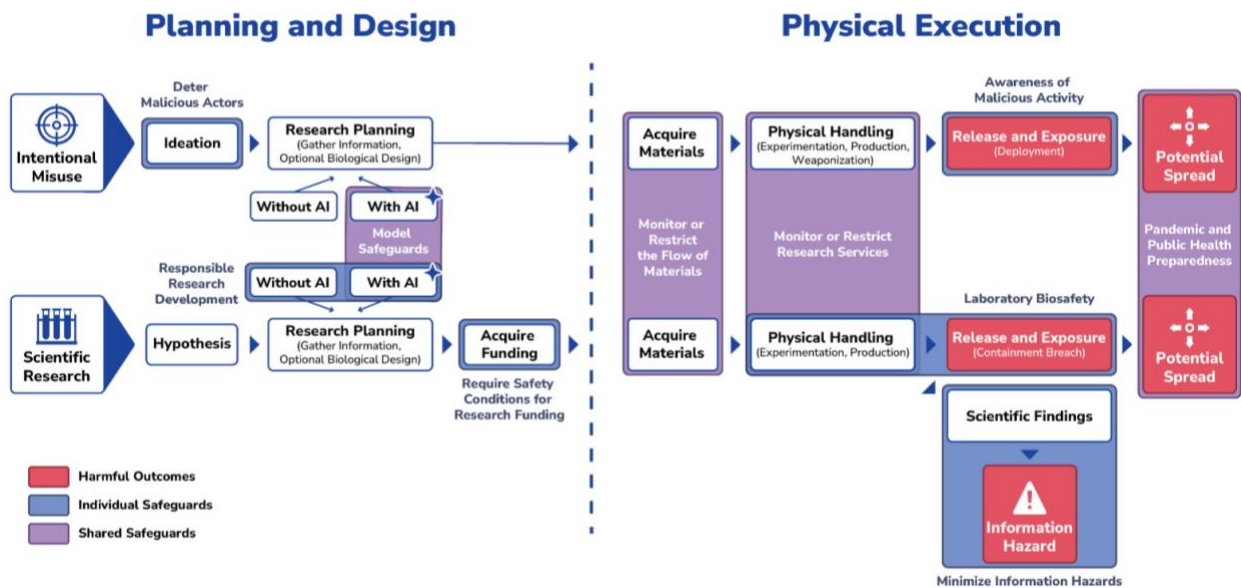 Planning and Design
Physical Execution
Deter
Malicious Actors
Intentional
Misuse
Ideation
Research Planning
(Gather Information,
Optional Biological Design)
Without AI
With AI
Model
Safeguards
Responsible
Research
Development
Without AI
With AI
Scientific
Research
Hypothesis
Research Planning
(Gather Information,
Optional Biological Design)
Acquire
Funding
Require Safety
Conditions for
Research Funding
Acquire
Materials
Monitor or
Restrict
the Flow of
Materials
Acquire
Materials
Physical Handling
(Experimentation, Production,
Weaponization)
Monitor or Restrict
Research Services
Physical Handling
(Experimentation, Production)
Awareness of
Malicious Activity
Release and Exposure
(Deployment)
Laboratory Biosafety
Release and Exposure
(Containment Breach)
Potential
Spread
Pandemic and
Public Health
Preparedness
Potential
Spread
Scientific Findings
Information
Hazard
Minimize Information Hazards
Harmful Outcomes
Individual Safeguards
Shared Safeguards